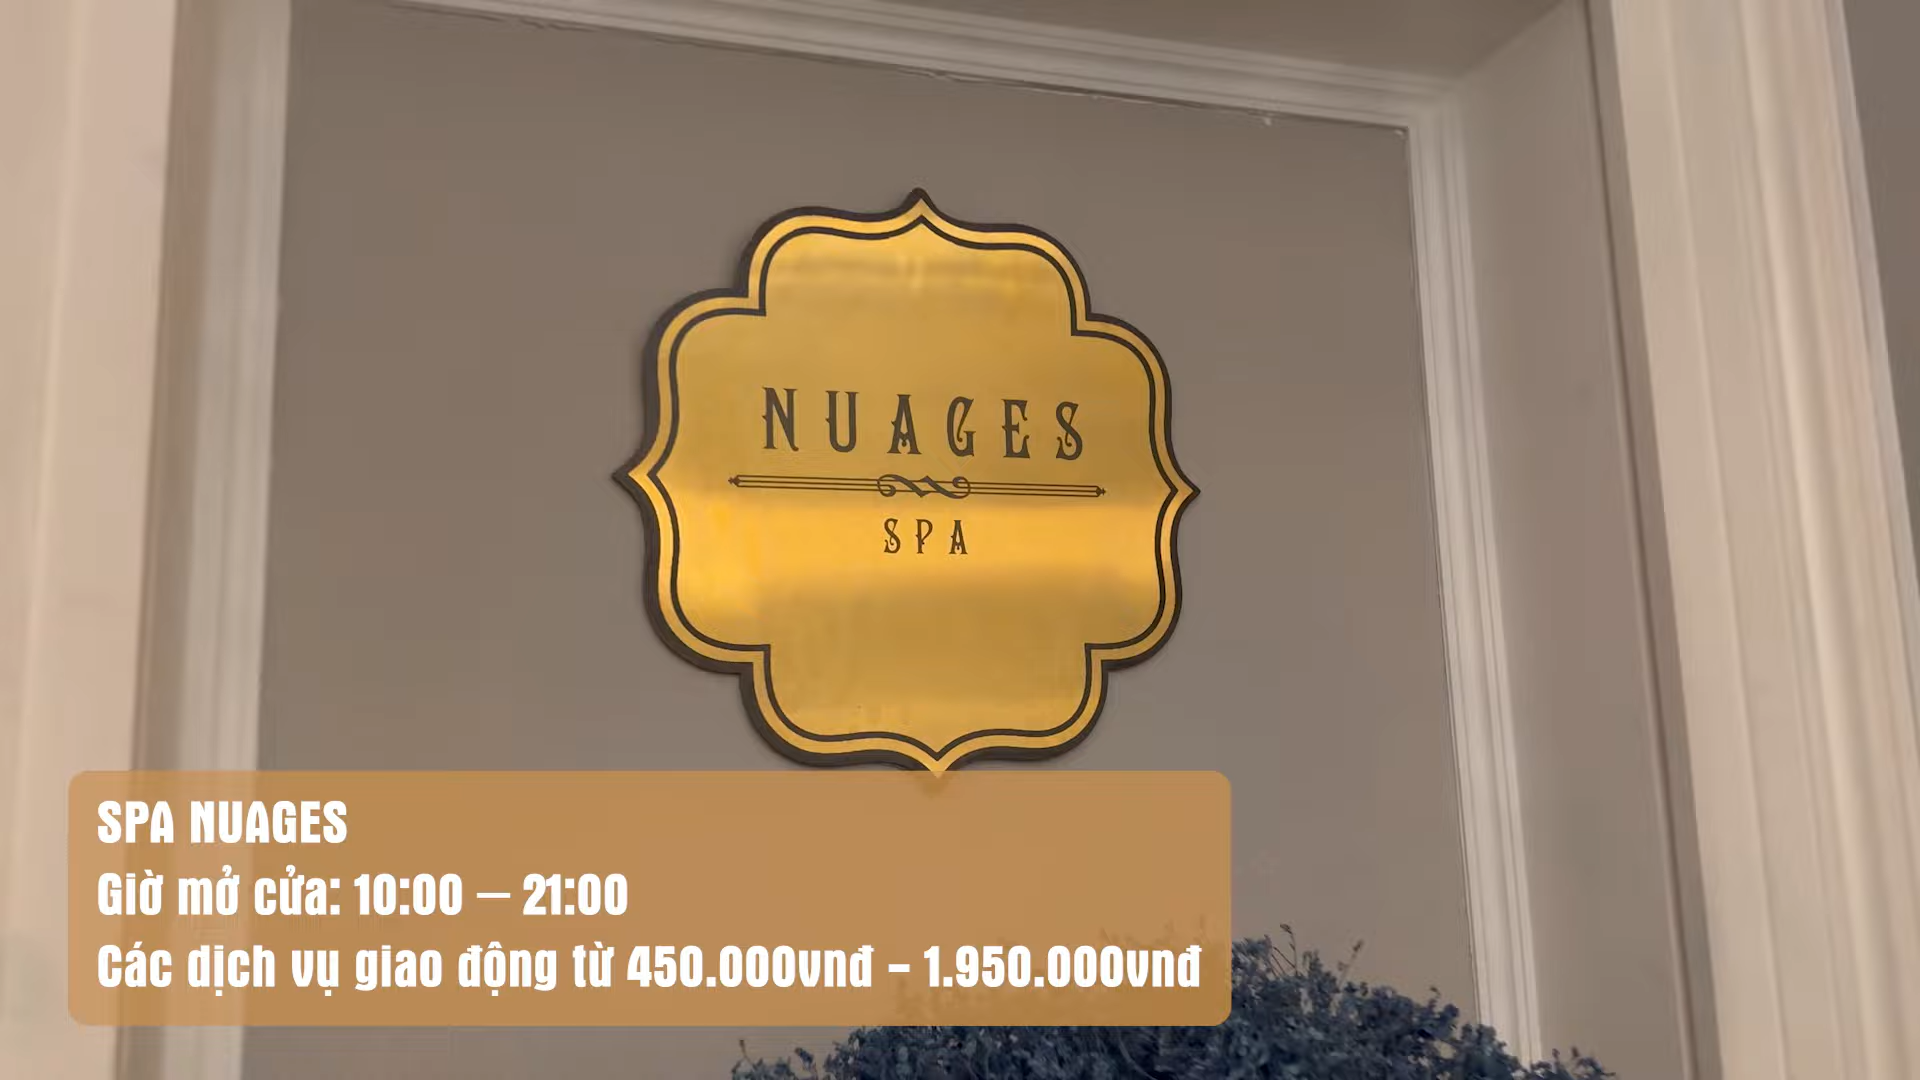 NUAGES
SPA
SPA NUAGES
Giờ mở cửa: 10:00 – 21:00
Các dịch vụ giao động từ 450.000vnđ - 1.950.000vnđ